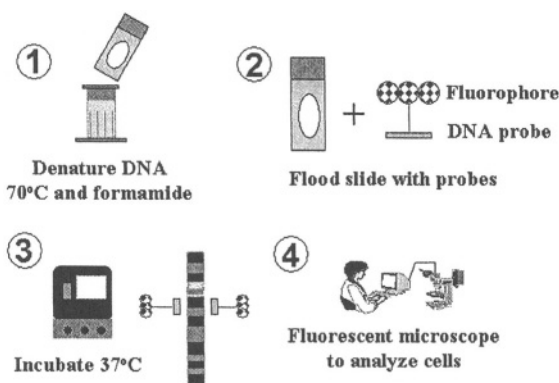 1
Denature DNA
70°C and formamide
2
+
Fluorophore
DNA probe
Flood slide with probes
3
Incubate 37°C
4
Fluorescent microscope
to analyze cells